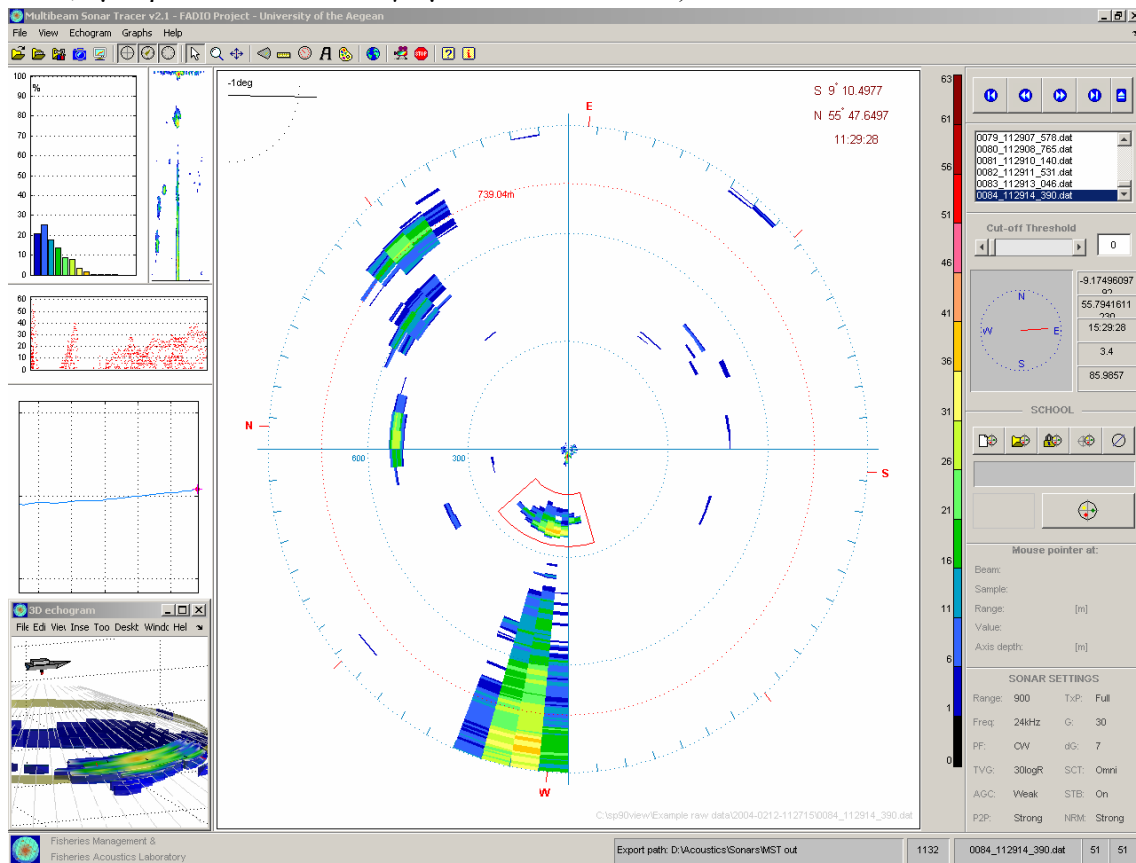 Multibeam Sonar Tracer v2.1 - FADIO Project - University of the Aegean
File View Echogram Graphs Help
100
90
80
70
60
50
40
30
20
10
0
%
60
50
40
30
20
10
0
3D echogram
File Edi Viev Inse Too Deskt Windc Hel
-1deg
S 9° 10.4977
N 55° 47.6497
11:29:28
E
739.04m
N
600
300
S
W
C:\sp90view\Example raw data\2004-0212-112715\0084_112914_390.dat
63
61
56
51
46
41
36
31
26
21
16
11
6
1
0
0079_112907_578.dat
0080_112908_765.dat
0081_112910_140.dat
0082_112911_531.dat
0083_112913_046.dat
0084_112914_390.dat
Cut-off Threshold
0
N
W E
S
-9.17496097
55.7941611
15:29:28
3.4
85.9857
SCHOOL
Mouse pointer at:
Beam:
Sample:
Range: [m]
Value:
Axis depth: [m]
SONAR SETTINGS
Range: 900 TxP: Full
Freq: 24kHz G: 30
PF: CW dG: 7
TVG: 30logR SCT: Omni
AGC: Weak STB: On
P2P: Strong NRM: Strong
Fisheries Management &
Fisheries Acoustics Laboratory
Export path: D:\Acoustics\Sonars\MST out
1132
0084_112914_390.dat
51
51